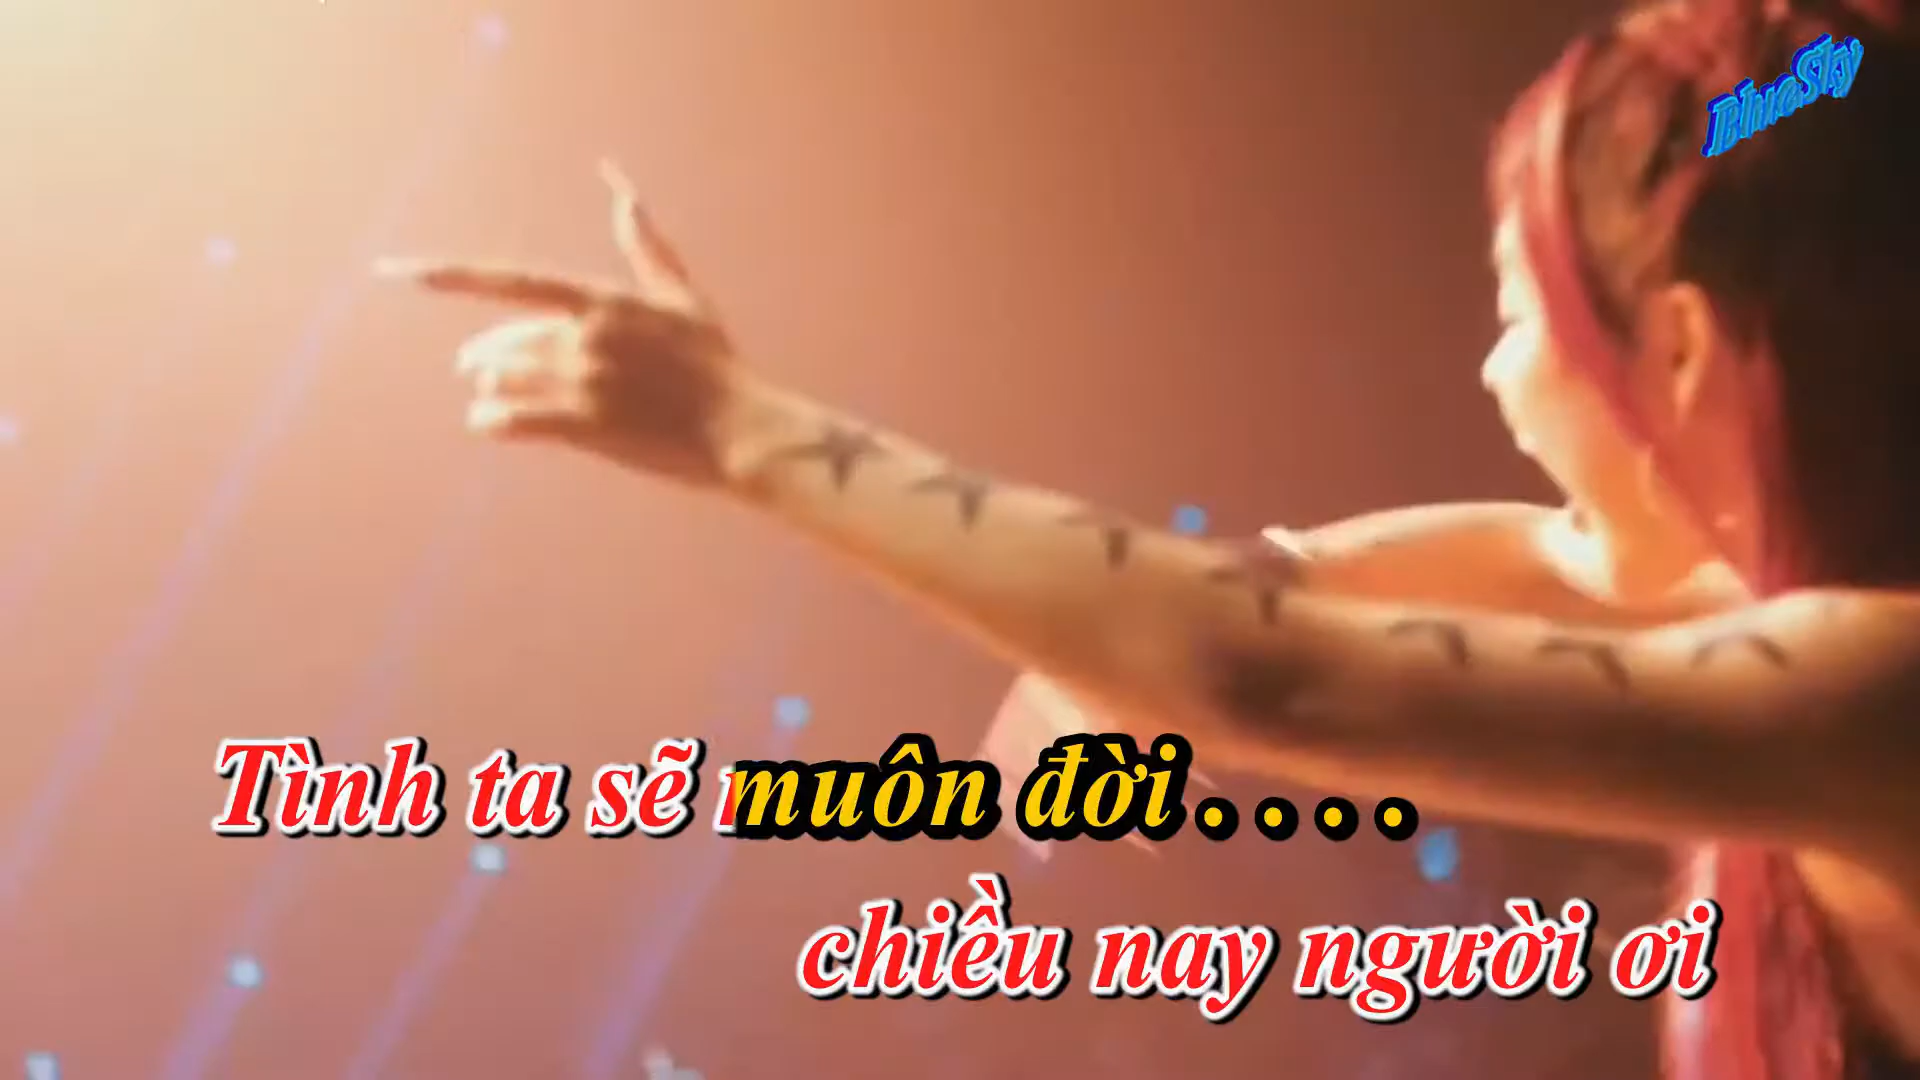 BlueSky
Tình ta sẽ muôn đời....
chiều nay người ơi